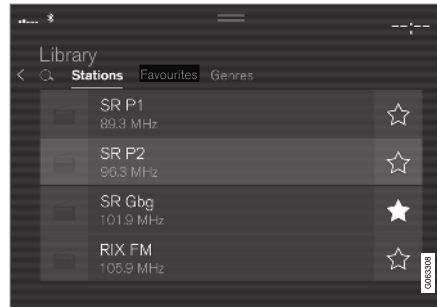 --:--
Library
Stations Favourites Genres
SR P1
89.3 MHz
SR P2
96.3 MHz
SR Gbg
101.9 MHz
RIX FM
105.9 MHz
G063308